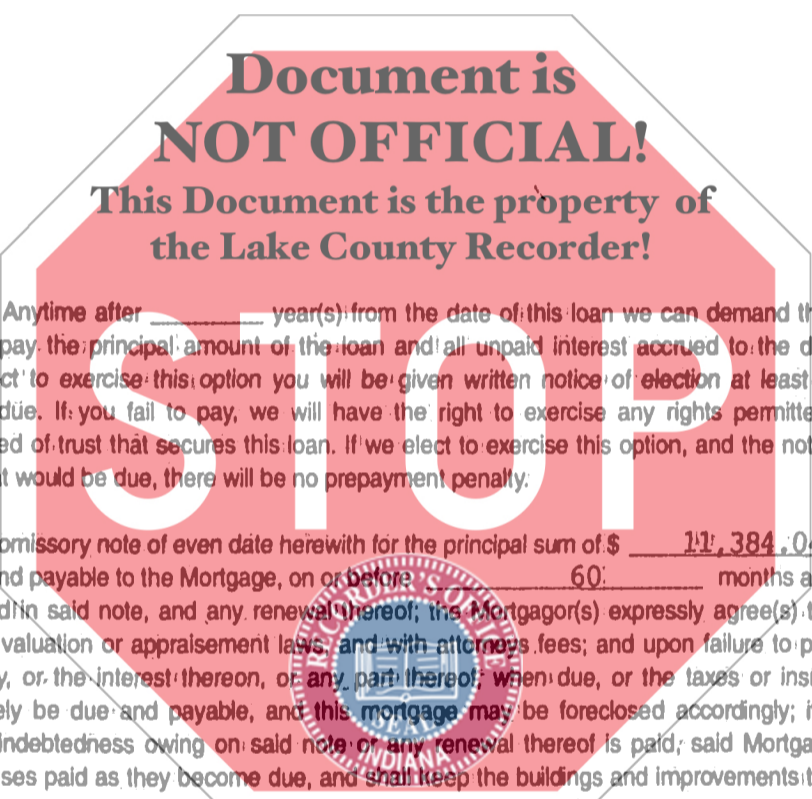 Document is
NOT OFFICIAL!
This Document is the property of
the Lake County Recorder!
STOP
Anytime after ________ year(s) from the date of this loan we can demand th
pay the principal amount of the loan and all unpaid interest accrued to the d
ct to exercise this option you will be given written notice of election at least
due. If you fail to pay, we will have the right to exercise any rights permitte
ed of trust that secures this loan. If we elect to exercise this option, and the not
t would be due, there will be no prepayment penalty.
omissory note of even date herewith for the principal sum of $ 11,384.04
nd payable to the Mortgage, on or before 60 months a
d in said note, and any renewal thereof; the Mortgagor(s) expressly agree(s) t
valuation or appraisement laws, and with attorneys fees; and upon failure to p
y, or the interest thereon, or any part thereof, when due, or the taxes or insu
ely be due and payable, and this mortgage may be foreclosed accordingly; i
indebtedness owing on said note or any renewal thereof is paid, said Mortga
ses paid as they become due, and shall keep the buildings and improvements t
RECORDER'S OFFICE
SEAL
INDIANA